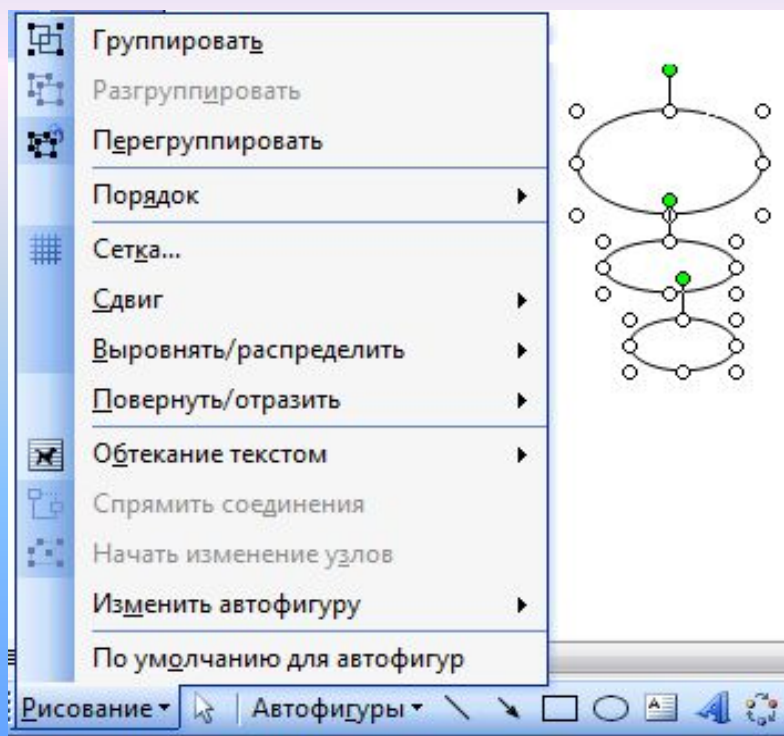 Группировать
Разгруппировать
Перегруппировать
Порядок
Сетка...
Сдвиг
Выровнять/распределить
Повернуть/отразить
Обтекание текстом
Спрямить соединения
Начать изменение узлов
Изменить автофигуру
По умолчанию для автофигур
Рисование Автофигуры